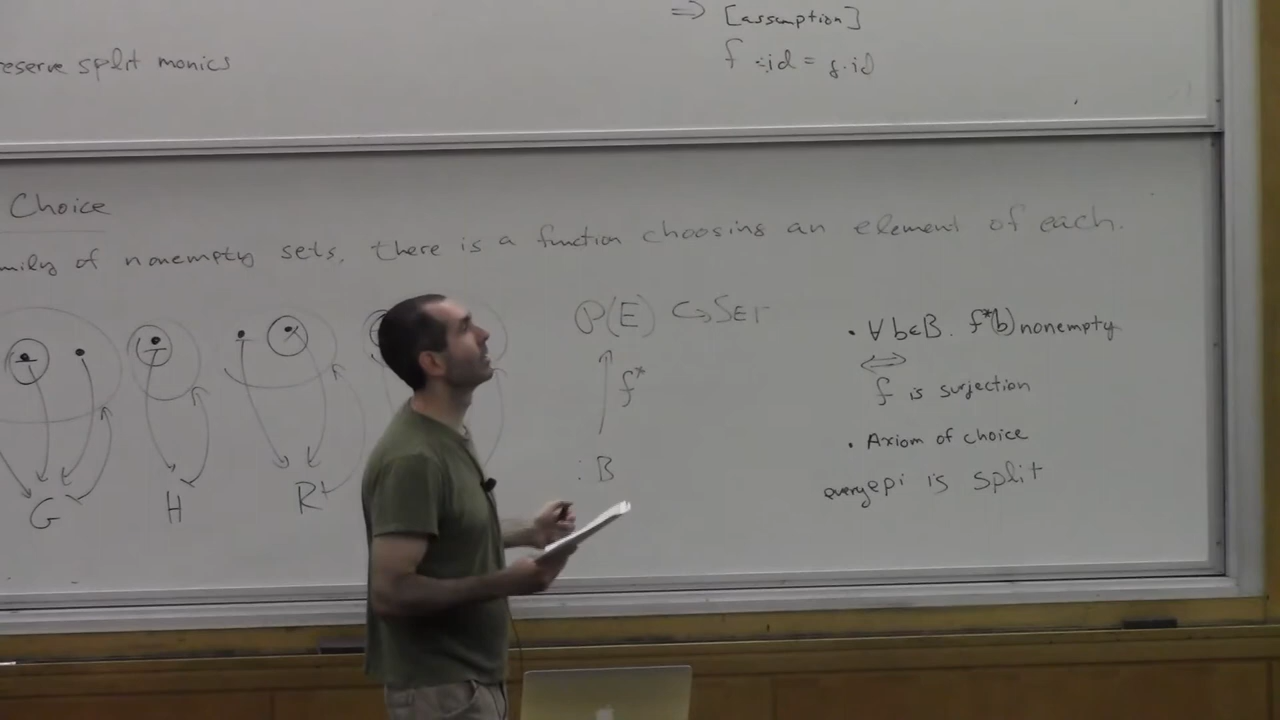 ⇒ [assumption]
reserve split monics
f ∘ id = g ∘ id
Choice
mily of nonempty sets, there is a function choosing an element of each.
P(E) ↪ SET
f*
: B
• ∀ b∈B. f*(b) nonempty
⟺
f is surjection
• Axiom of choice
every epi is split
G H R